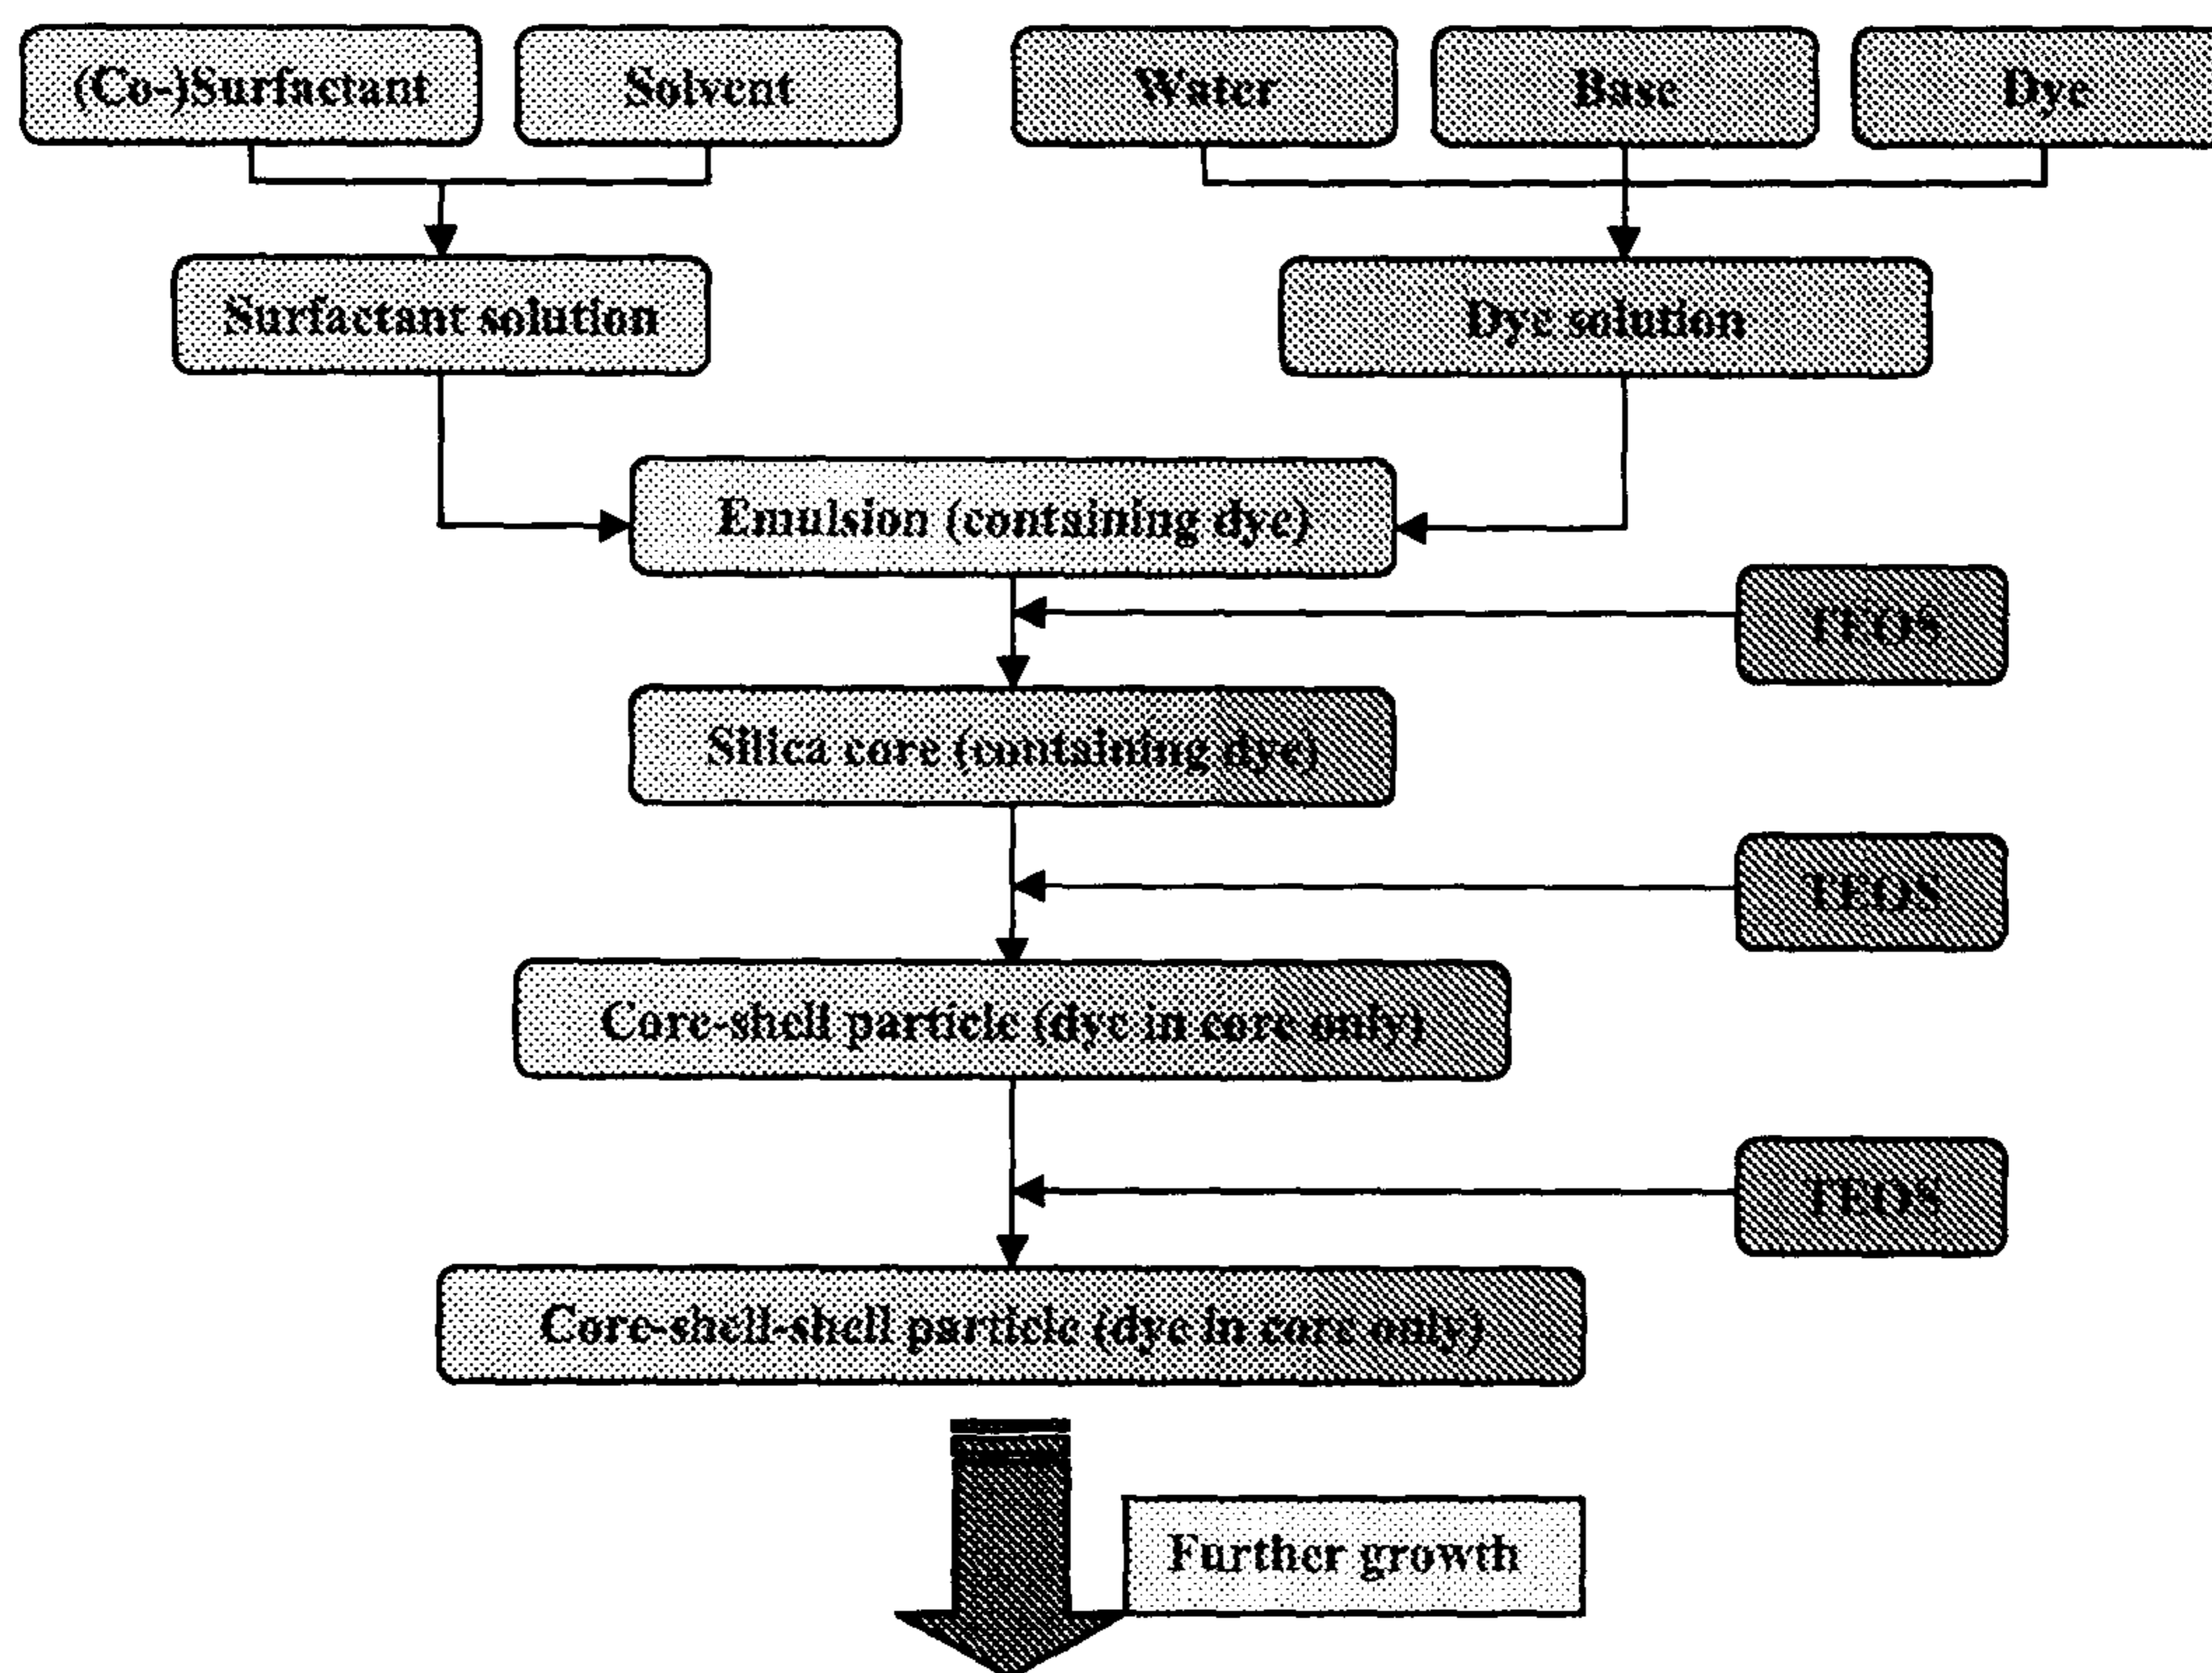 (Co-)Surfactant
Solvent
Water
Base
Dye
Surfactant solution
Dye solution
Emulsion (containing dye)
TEOS
Silica core (containing dye)
TEOS
Core-shell particle (dye in core only)
TEOS
Core-shell-shell particle (dye in core only)
Further growth